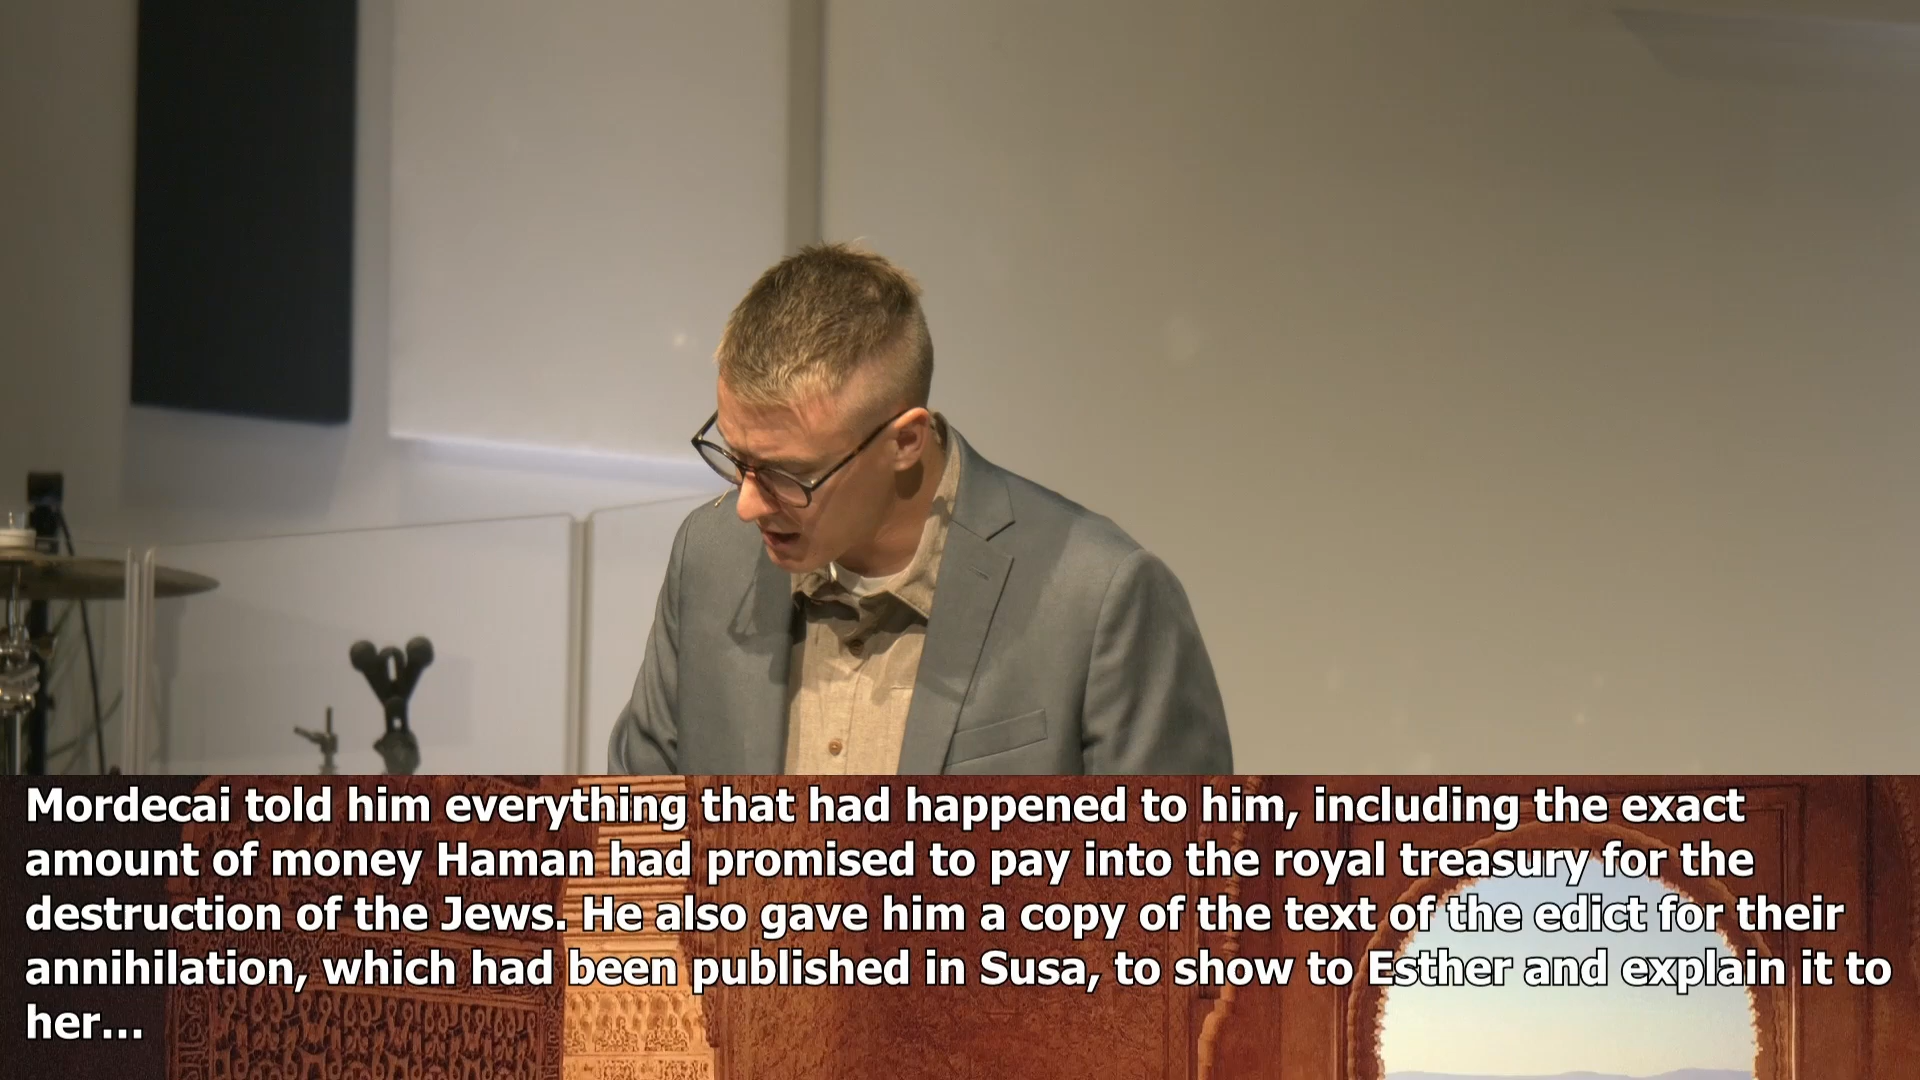 Mordecai told him everything that had happened to him, including the exact
amount of money Haman had promised to pay into the royal treasury for the
destruction of the Jews. He also gave him a copy of the text of the edict for their
annihilation, which had been published in Susa, to show to Esther and explain it to
her...